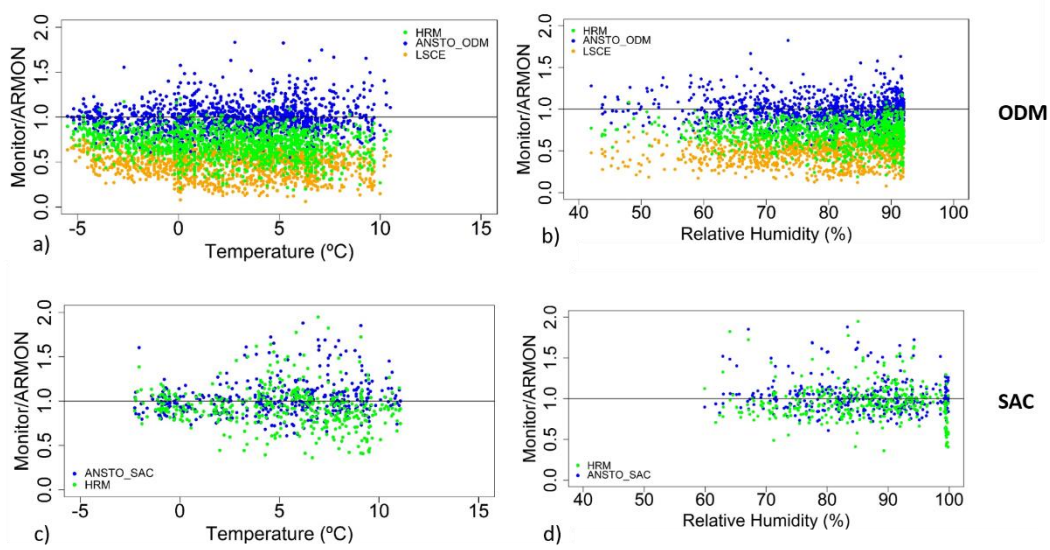 HRM
ANSTO_ODM
LSCE
Monitor/ARMON
0.0 0.5 1.0 1.5 2.0
-5 0 5 10 15
a)
Temperature (ºC)
HRM
ANSTO_ODM
LSCE
Monitor/ARMON
0.0 0.5 1.0 1.5 2.0
40 50 60 70 80 90 100
b)
Relative Humidity (%)
ODM
Monitor/ARMON
0.0 0.5 1.0 1.5 2.0
ANSTO_SAC
HRM
-5 0 5 10 15
c)
Temperature (ºC)
Monitor/ARMON
0.0 0.5 1.0 1.5 2.0
HRM
ANSTO_SAC
40 50 60 70 80 90 100
d)
Relative Humidity (%)
SAC